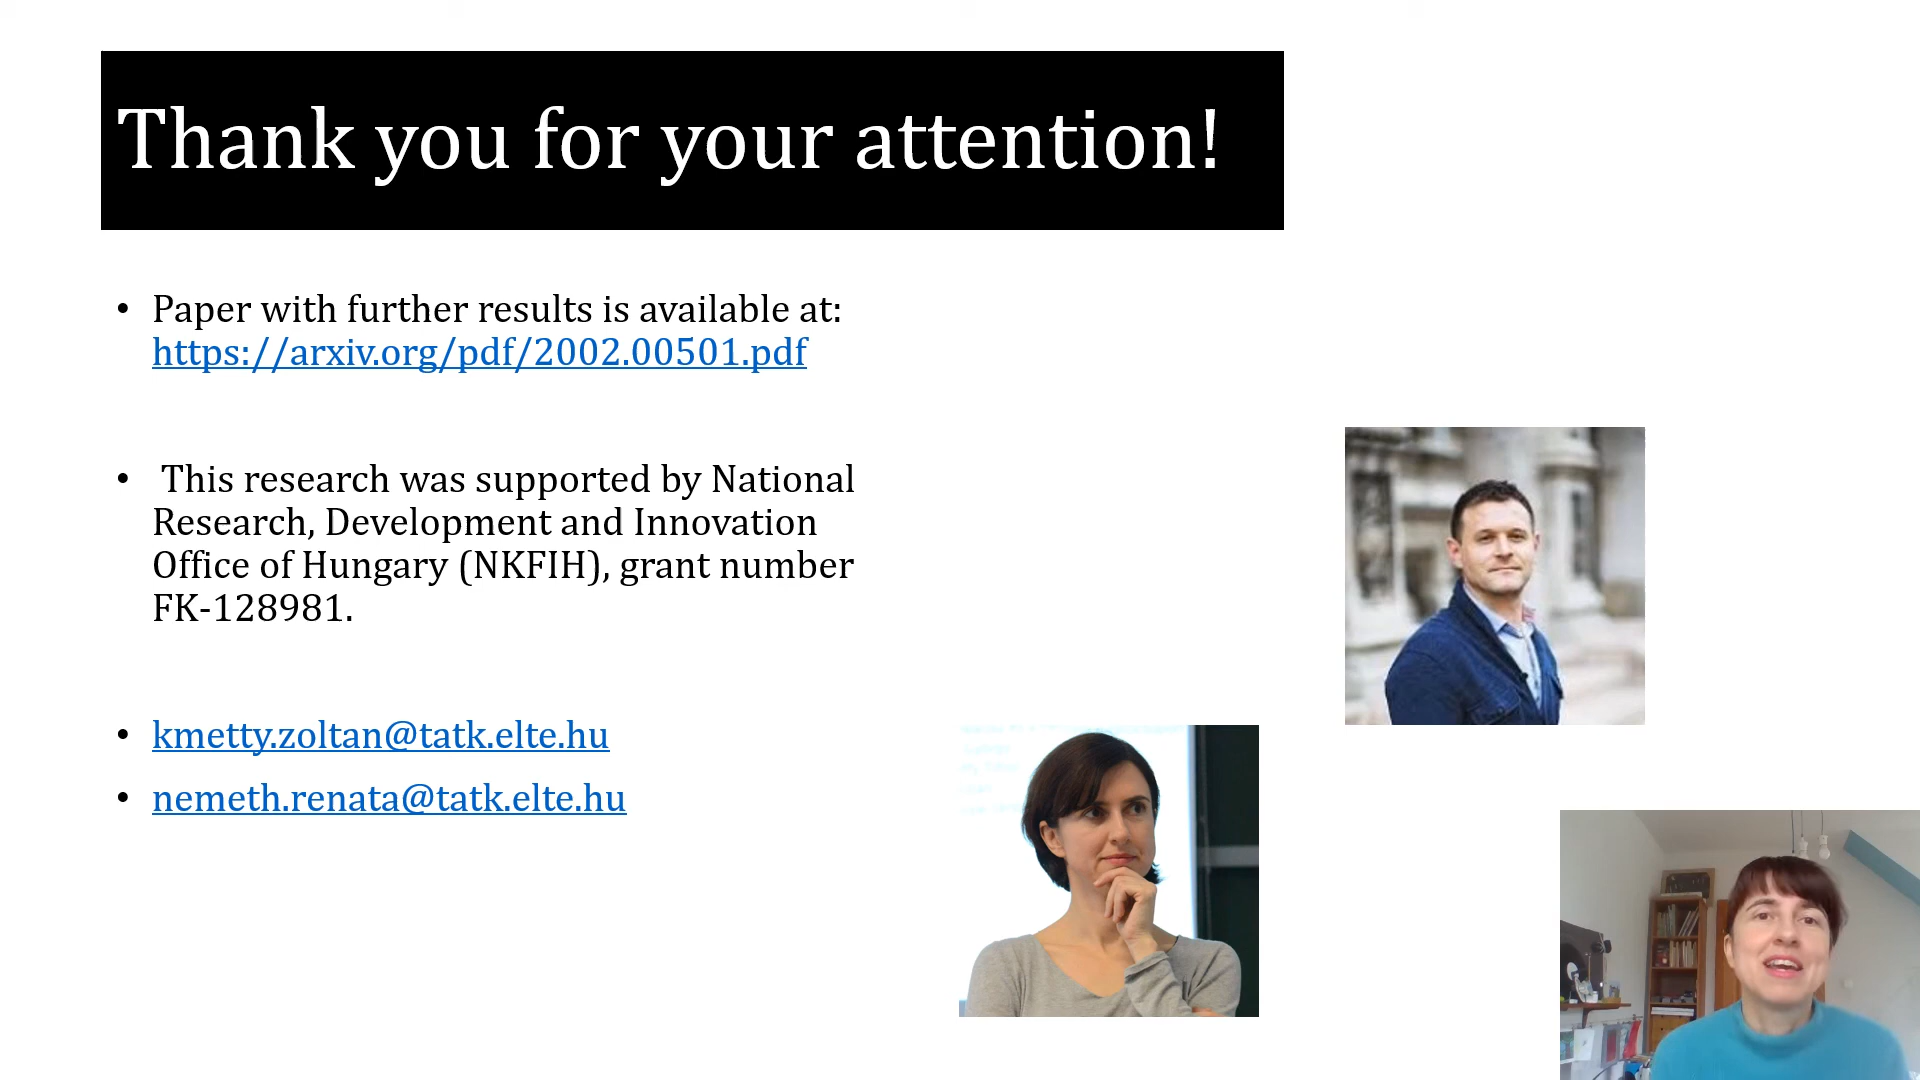 Thank you for your attention!
• Paper with further results is available at:
https://arxiv.org/pdf/2002.00501.pdf
• This research was supported by National
Research, Development and Innovation
Office of Hungary (NKFIH), grant number
FK-128981.
• kmetty.zoltan@tatk.elte.hu
• nemeth.renata@tatk.elte.hu